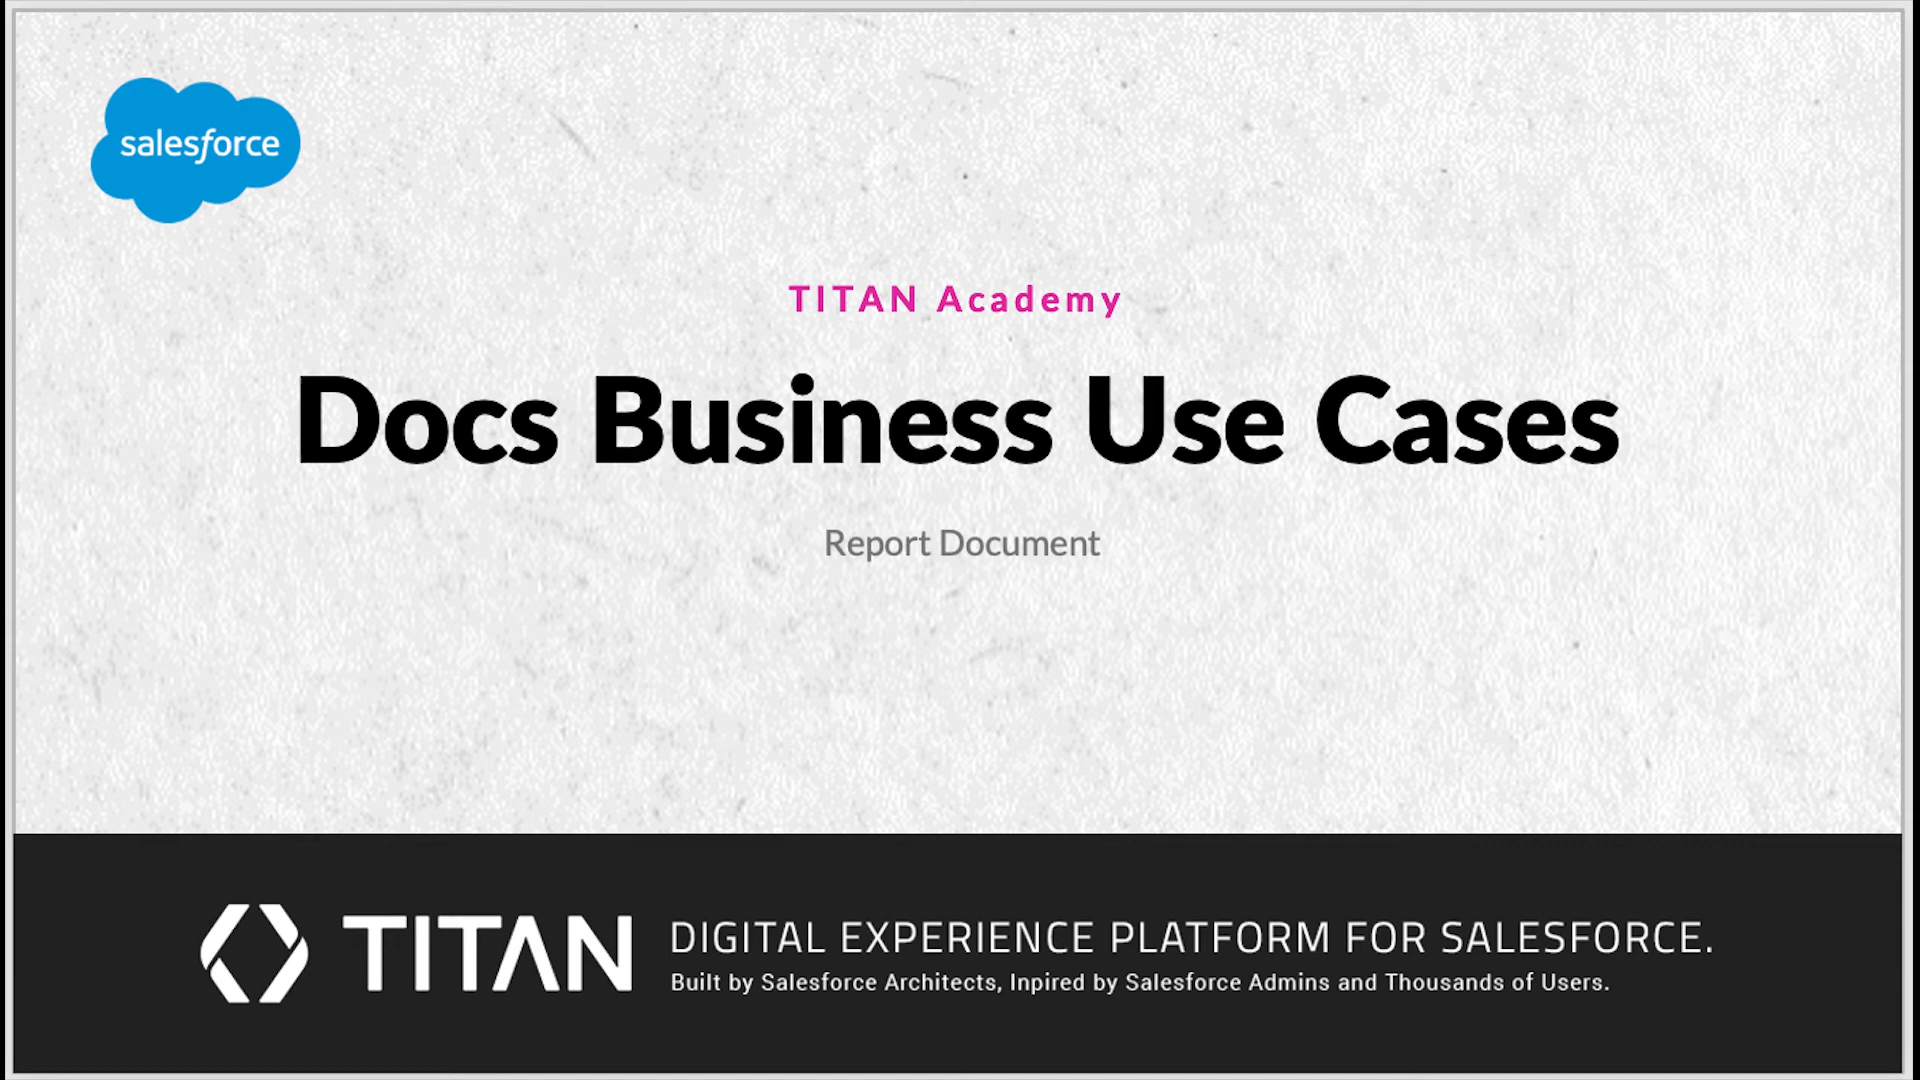 salesforce
TITAN Academy
Docs Business Use Cases
Report Document
TITAN
DIGITAL EXPERIENCE PLATFORM FOR SALESFORCE.
Built by Salesforce Architects, Inpired by Salesforce Admins and Thousands of Users.